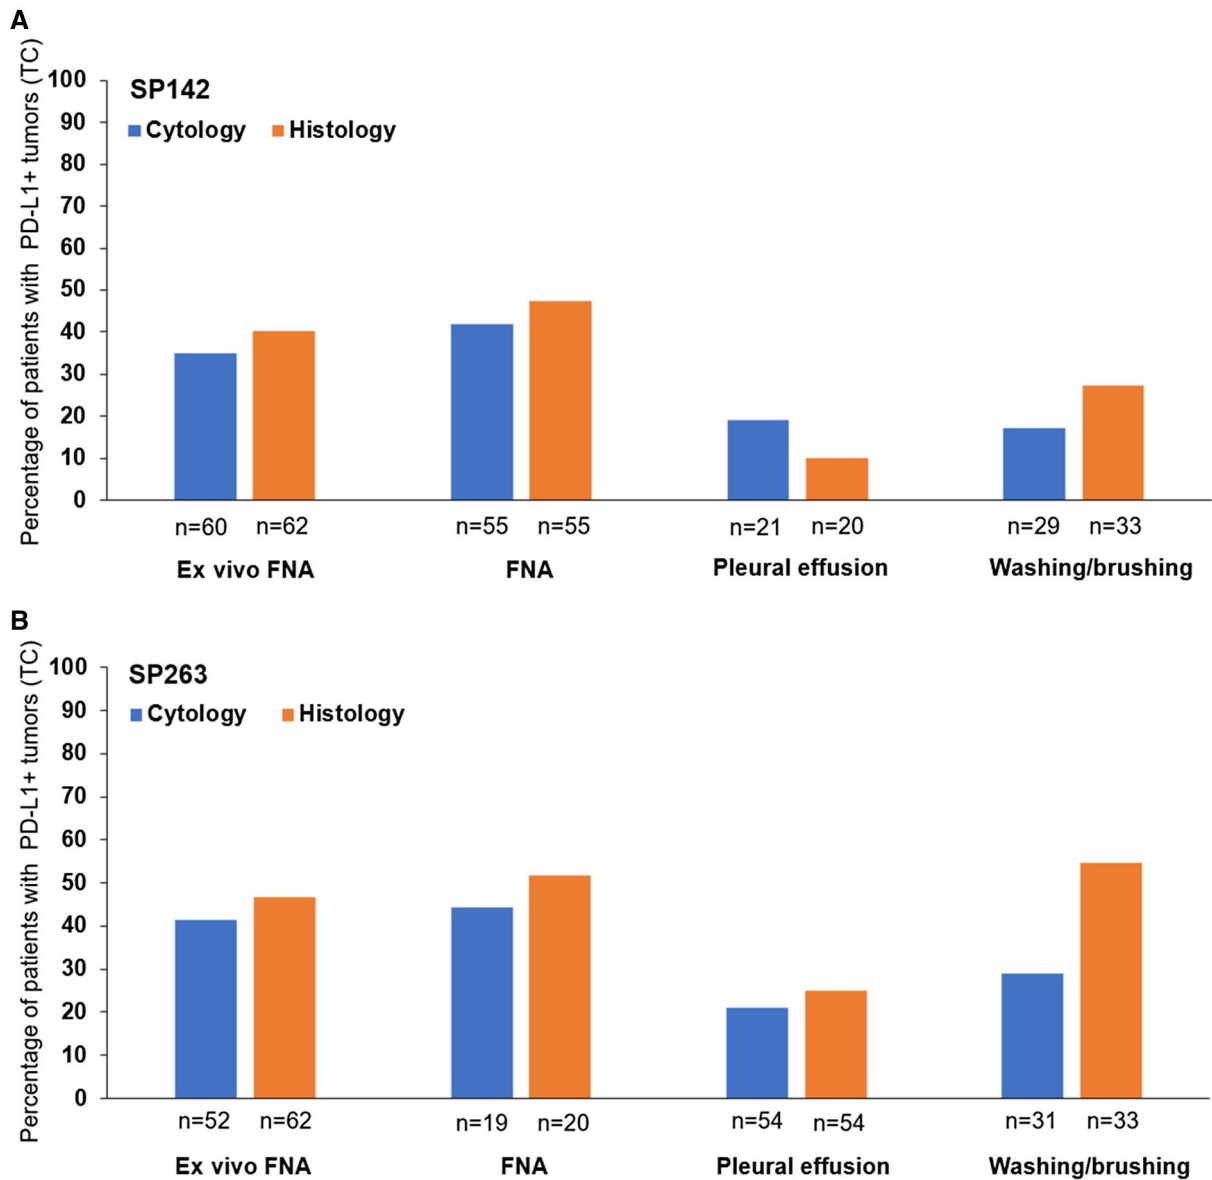 A
Percentage of patients with PD-L1+ tumors (TC)
SP142
Cytology Histology
100
90
80
70
60
50
40
30
20
10
0
n=60 n=62 n=55 n=55 n=21 n=20 n=29 n=33
Ex vivo FNA FNA Pleural effusion Washing/brushing
B
Percentage of patients with PD-L1+ tumors (TC)
SP263
Cytology Histology
100
90
80
70
60
50
40
30
20
10
0
n=52 n=62 n=19 n=20 n=54 n=54 n=31 n=33
Ex vivo FNA FNA Pleural effusion Washing/brushing